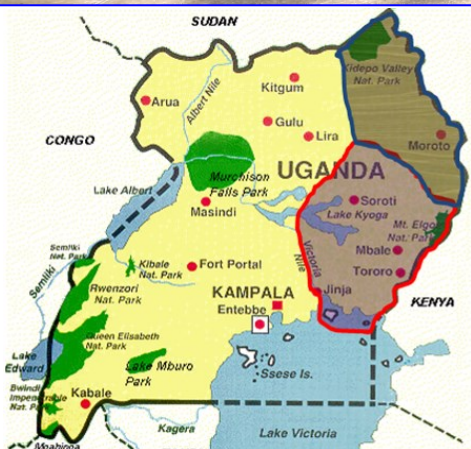 SUDAN
Kidepo Valley
Nat. Park
Arua
Albert Nile
Kitgum
Gulu
Lira
Moroto
CONGO
UGANDA
Murchison
Falls Park
Lake Albert
Masindi
Soroti
Lake Kyoga
Mt. Elgo
Nat. Pa
Victoria
Nile
Mbale
Tororo
Semliki
Nat. Park
Semliki
Kibale
Nat. Park
Fort Portal
Rwenzori
Nat. Park
KAMPALA
Jinja
KENYA
Entebbe
Queen Elisabeth
Nat. Park
Lake
Edward
Lake Mburo
Park
Ssese Is.
Bwindi
Nat. P
Kabale
Kagera
Lake Victoria